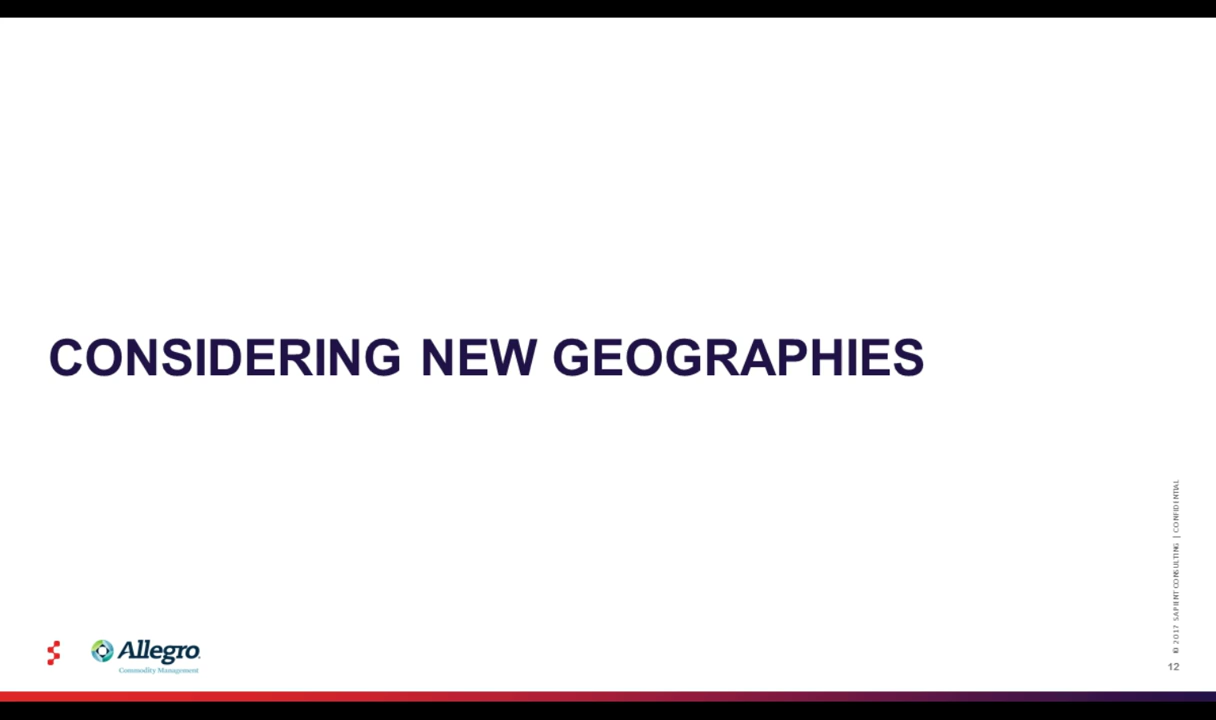 CONSIDERING NEW GEOGRAPHIES
© 2017 SAPIENT CONSULTING | CONFIDENTIAL
Allegro
Commodity Management
12